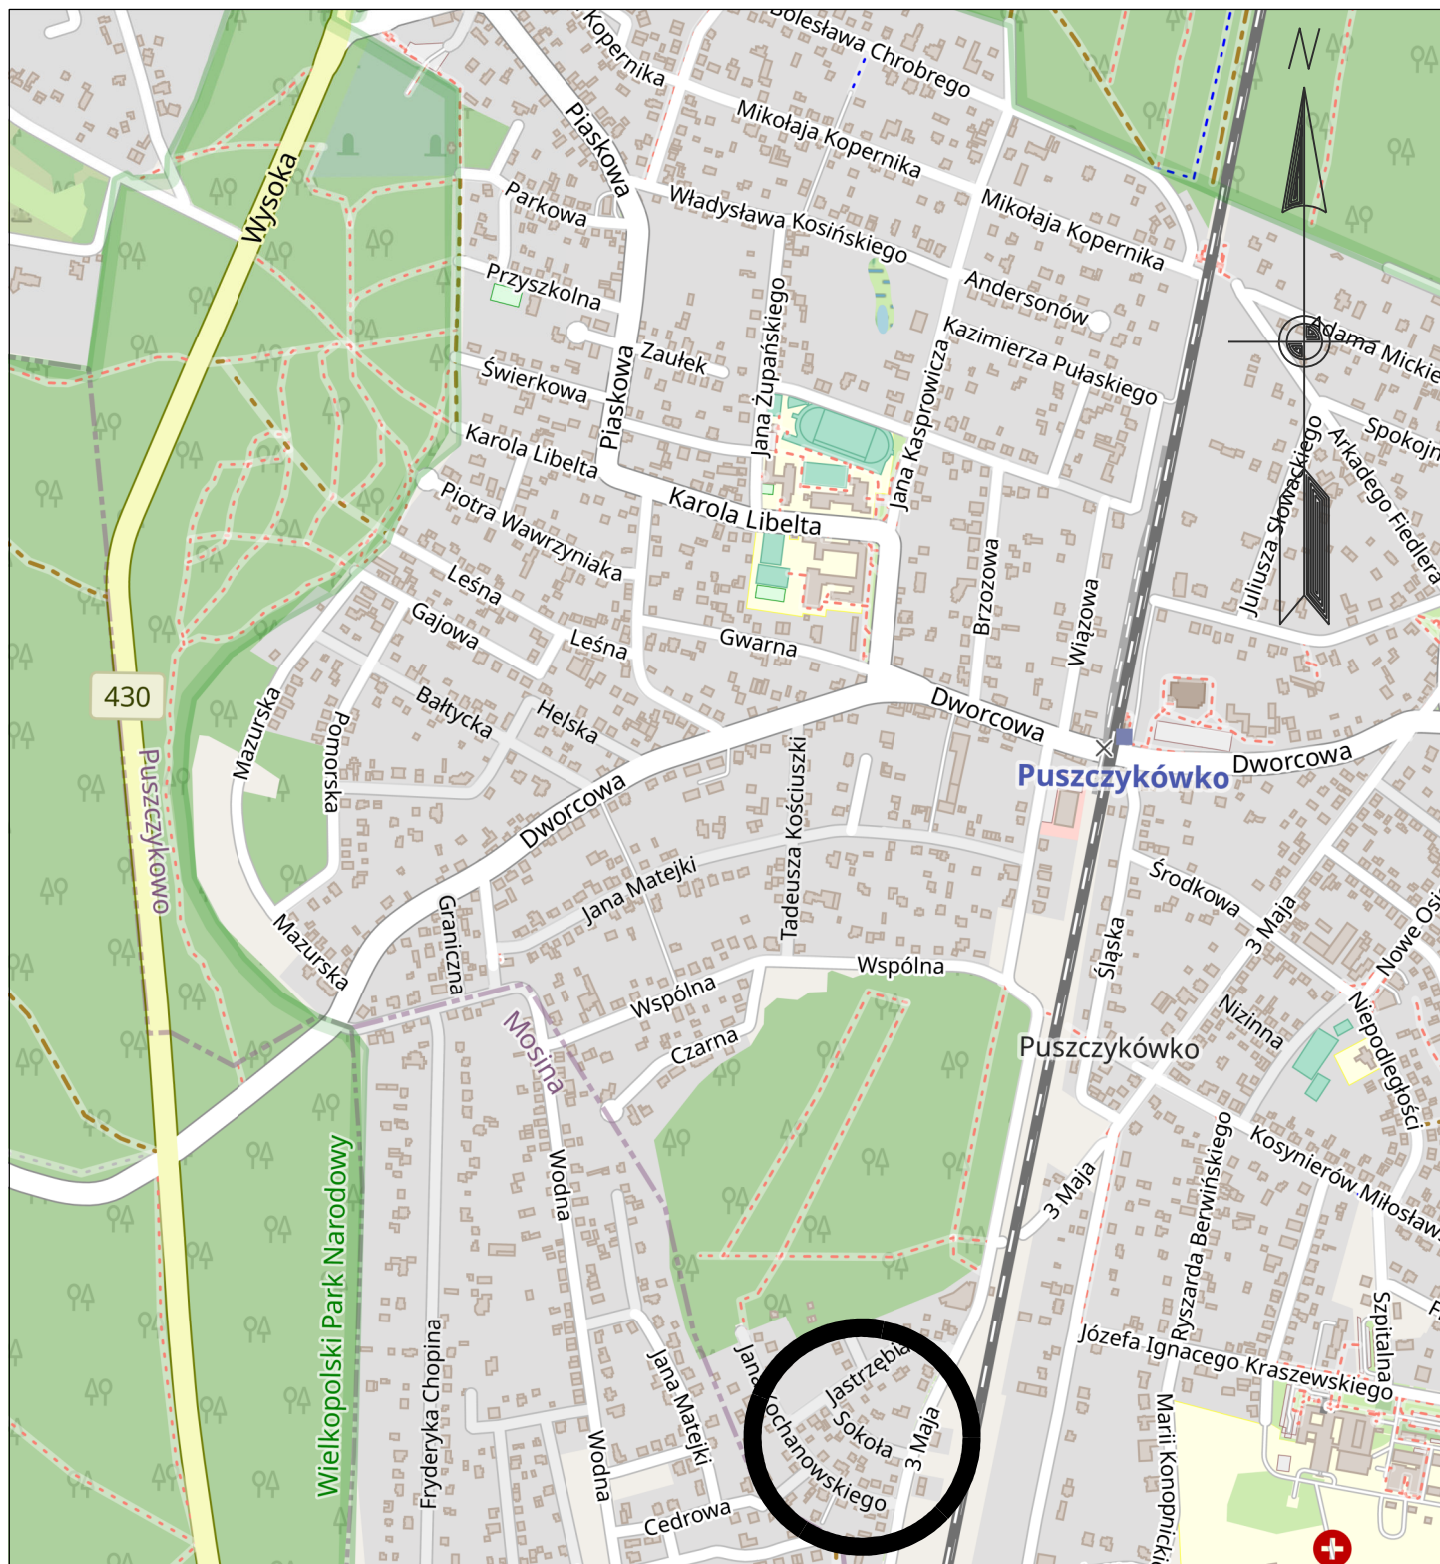 Bolesława Chrobrego
Kopernika
N
Piaskowa
Mikołaja Kopernika
Wysoka
Parkowa
Władysława Kosińskiego
Mikołaja Kopernika
Przyszkolna
Andersonów
Jana Żupańskiego
Adama Mickie
Zaułek
Kazimierza Pułaskiego
Świerkowa
Piaskowa
Jana Kasprowicza
Spokojn
Karola Libelta
Arkadego Fiedlera
Juliusza Słowackiego
Piotra Wawrzyniaka
Karola Libelta
Leśna
Brzozowa
Wiązowa
Gajowa
Leśna
Gwarna
430
Mazurska
Bałtycka
Helska
Pomorska
Dworcowa
Dworcowa
Puszczykówko
Puszczykowo
Dworcowa
Tadeusza Kościuszki
Jana Matejki
Środkowa
Graniczna
3 Maja
Mazurska
Wspólna
Śląska
Nowe Osie
Wspólna
Nizinna
Niepodległości
Mosina
Czarna
Puszczykówko
Wodna
3 Maja
Ryszarda Berwińskiego
Kosynierów Miłosław
Wielkopolski Park Narodowy
Fryderyka Chopina
Jana Matejki
Jana Kochanowskiego
Jastrzębia
Sokoła
3 Maja
Józefa Ignacego Kraszewskiego
Szpitalna
F
Marii Konopnickie
Wodna
Cedrowa